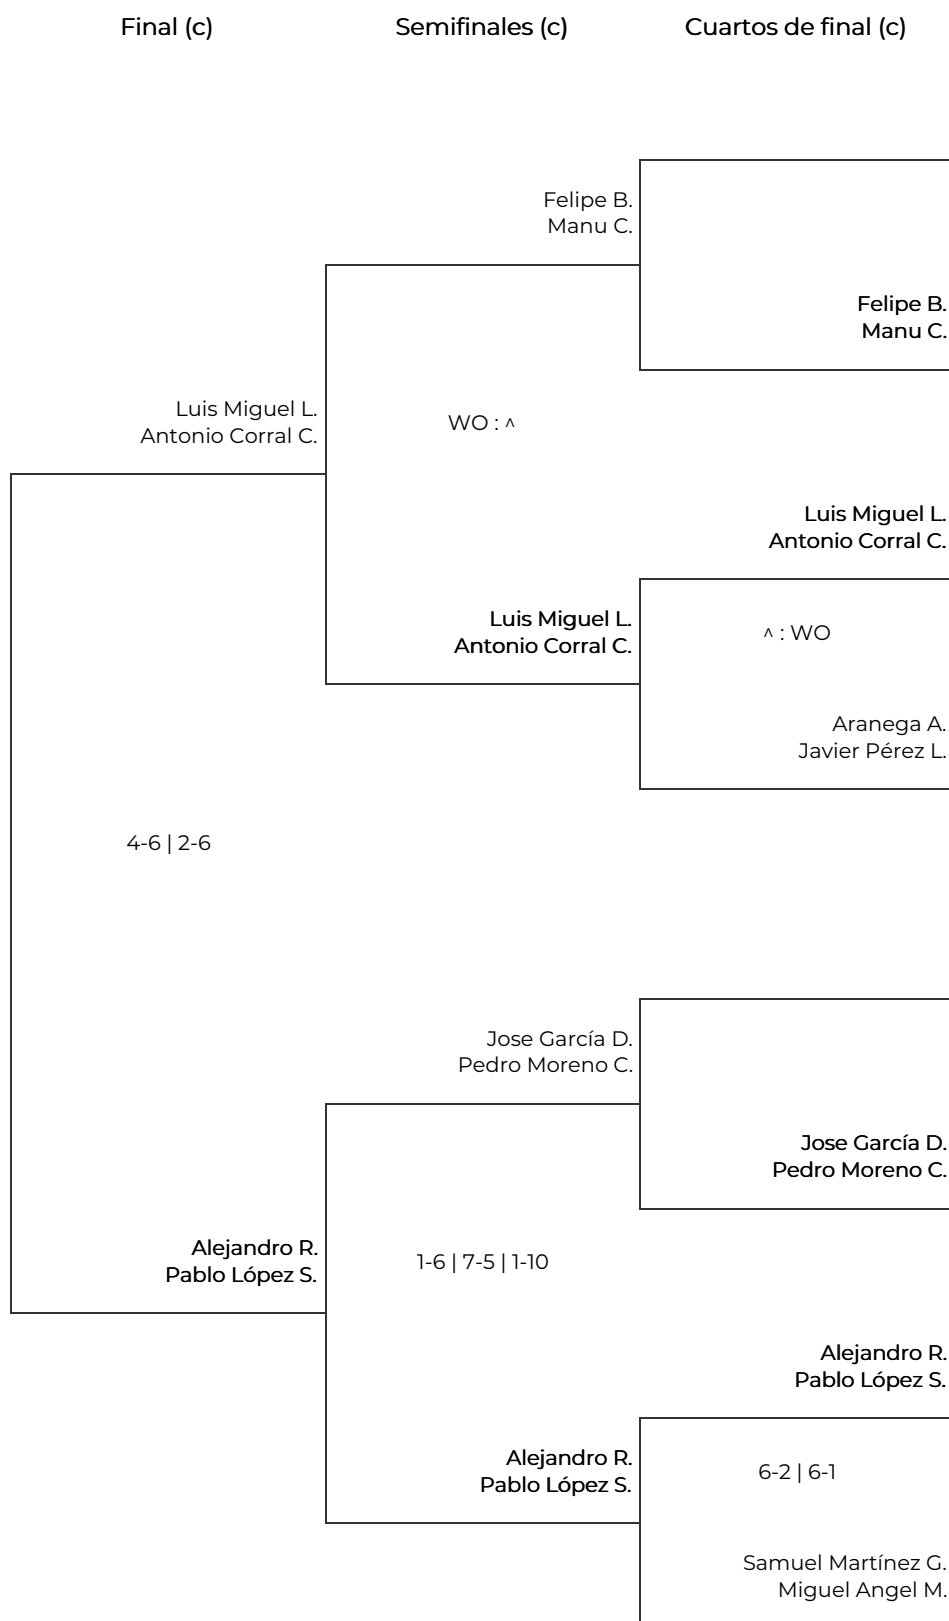 Final (c)
Semifinales (c)
Cuartos de final (c)
Felipe B.
Manu C.
Felipe B.
Manu C.
Luis Miguel L.
Antonio Corral C.
WO : ^
Luis Miguel L.
Antonio Corral C.
Luis Miguel L.
Antonio Corral C.
^ : WO
Aranega A.
Javier Pérez L.
4-6 | 2-6
Jose García D.
Pedro Moreno C.
Jose García D.
Pedro Moreno C.
Alejandro R.
Pablo López S.
1-6 | 7-5 | 1-10
Alejandro R.
Pablo López S.
Alejandro R.
Pablo López S.
6-2 | 6-1
Samuel Martínez G.
Miguel Angel M.